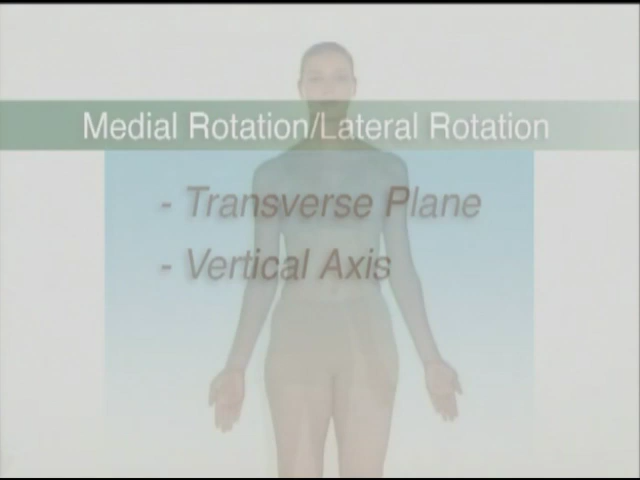 Medial Rotation/Lateral Rotation
- Transverse Plane
- Vertical Axis